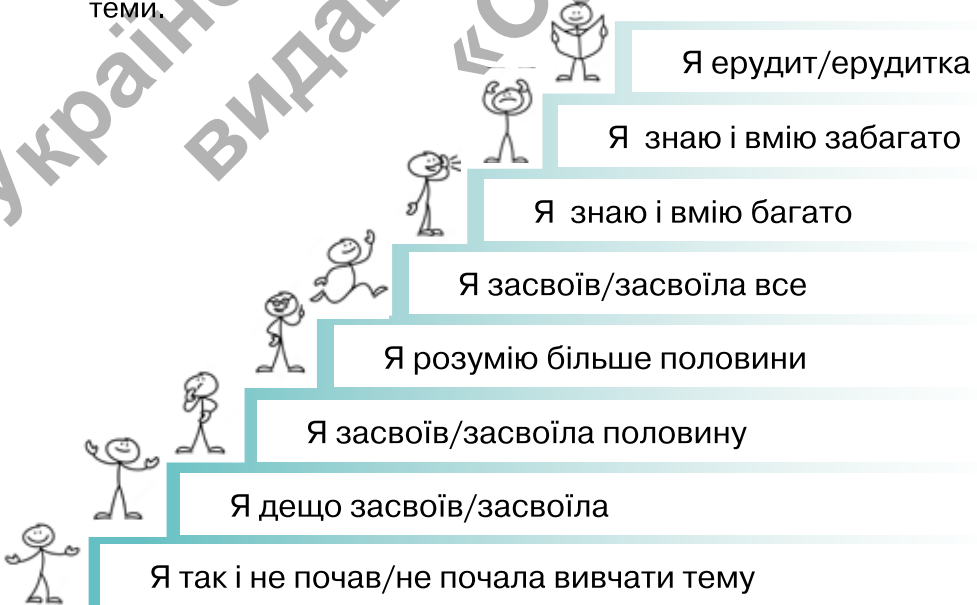 теми.
Я ерудит/ерудитка
Я знаю і вмію забагато
Я знаю і вмію багато
Я засвоїв/засвоїла все
Я розумію більше половини
Я засвоїв/засвоїла половину
Я дещо засвоїв/засвоїла
Я так і не почав/не почала вивчати тему